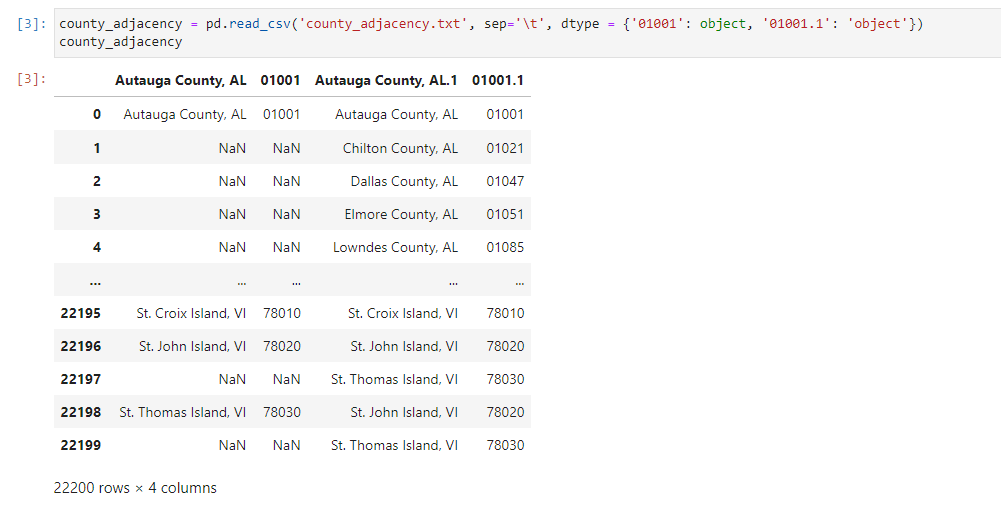 [3]: county_adjacency = pd.read_csv('county_adjacency.txt', sep='\t', dtype = {'01001': object, '01001.1': 'object'})
county_adjacency
[3]:
Autauga County, AL 01001 Autauga County, AL.1 01001.1
0 Autauga County, AL 01001 Autauga County, AL 01001
1 NaN NaN Chilton County, AL 01021
2 NaN NaN Dallas County, AL 01047
3 NaN NaN Elmore County, AL 01051
4 NaN NaN Lowndes County, AL 01085
... ... ... ... ...
22195 St. Croix Island, VI 78010 St. Croix Island, VI 78010
22196 St. John Island, VI 78020 St. John Island, VI 78020
22197 NaN NaN St. Thomas Island, VI 78030
22198 St. Thomas Island, VI 78030 St. John Island, VI 78020
22199 NaN NaN St. Thomas Island, VI 78030
22200 rows × 4 columns